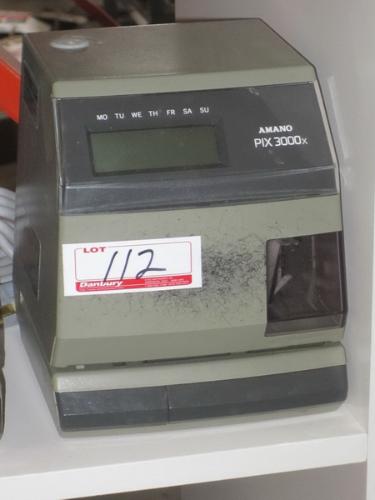 MO TU WE TH FR SA SU
AMANO
PIX 3000x
LOT
112
Danbury